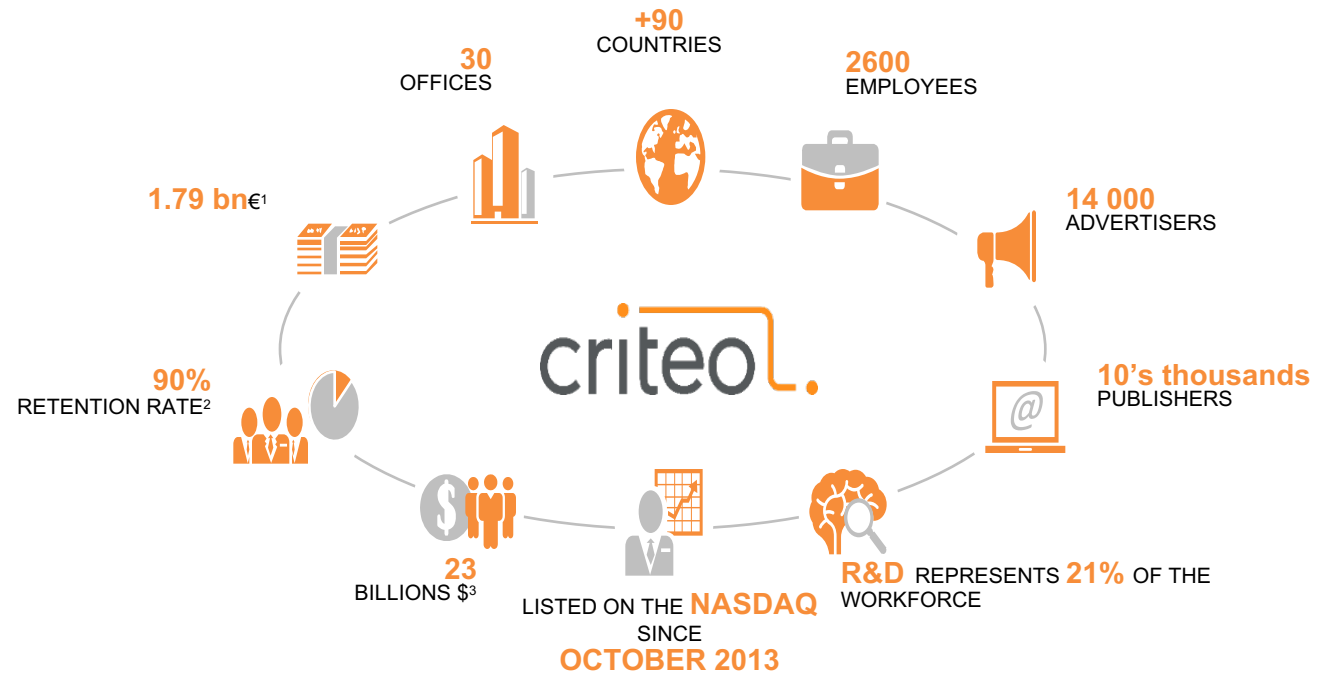 +90
COUNTRIES
30
OFFICES
2600
EMPLOYEES
1.79 bn€¹
14 000
ADVERTISERS
criteo
90%
RETENTION RATE²
10's thousands
PUBLISHERS
@
$
23
BILLIONS $³
LISTED ON THE NASDAQ
SINCE
OCTOBER 2013
R&D REPRESENTS 21% OF THE
WORKFORCE